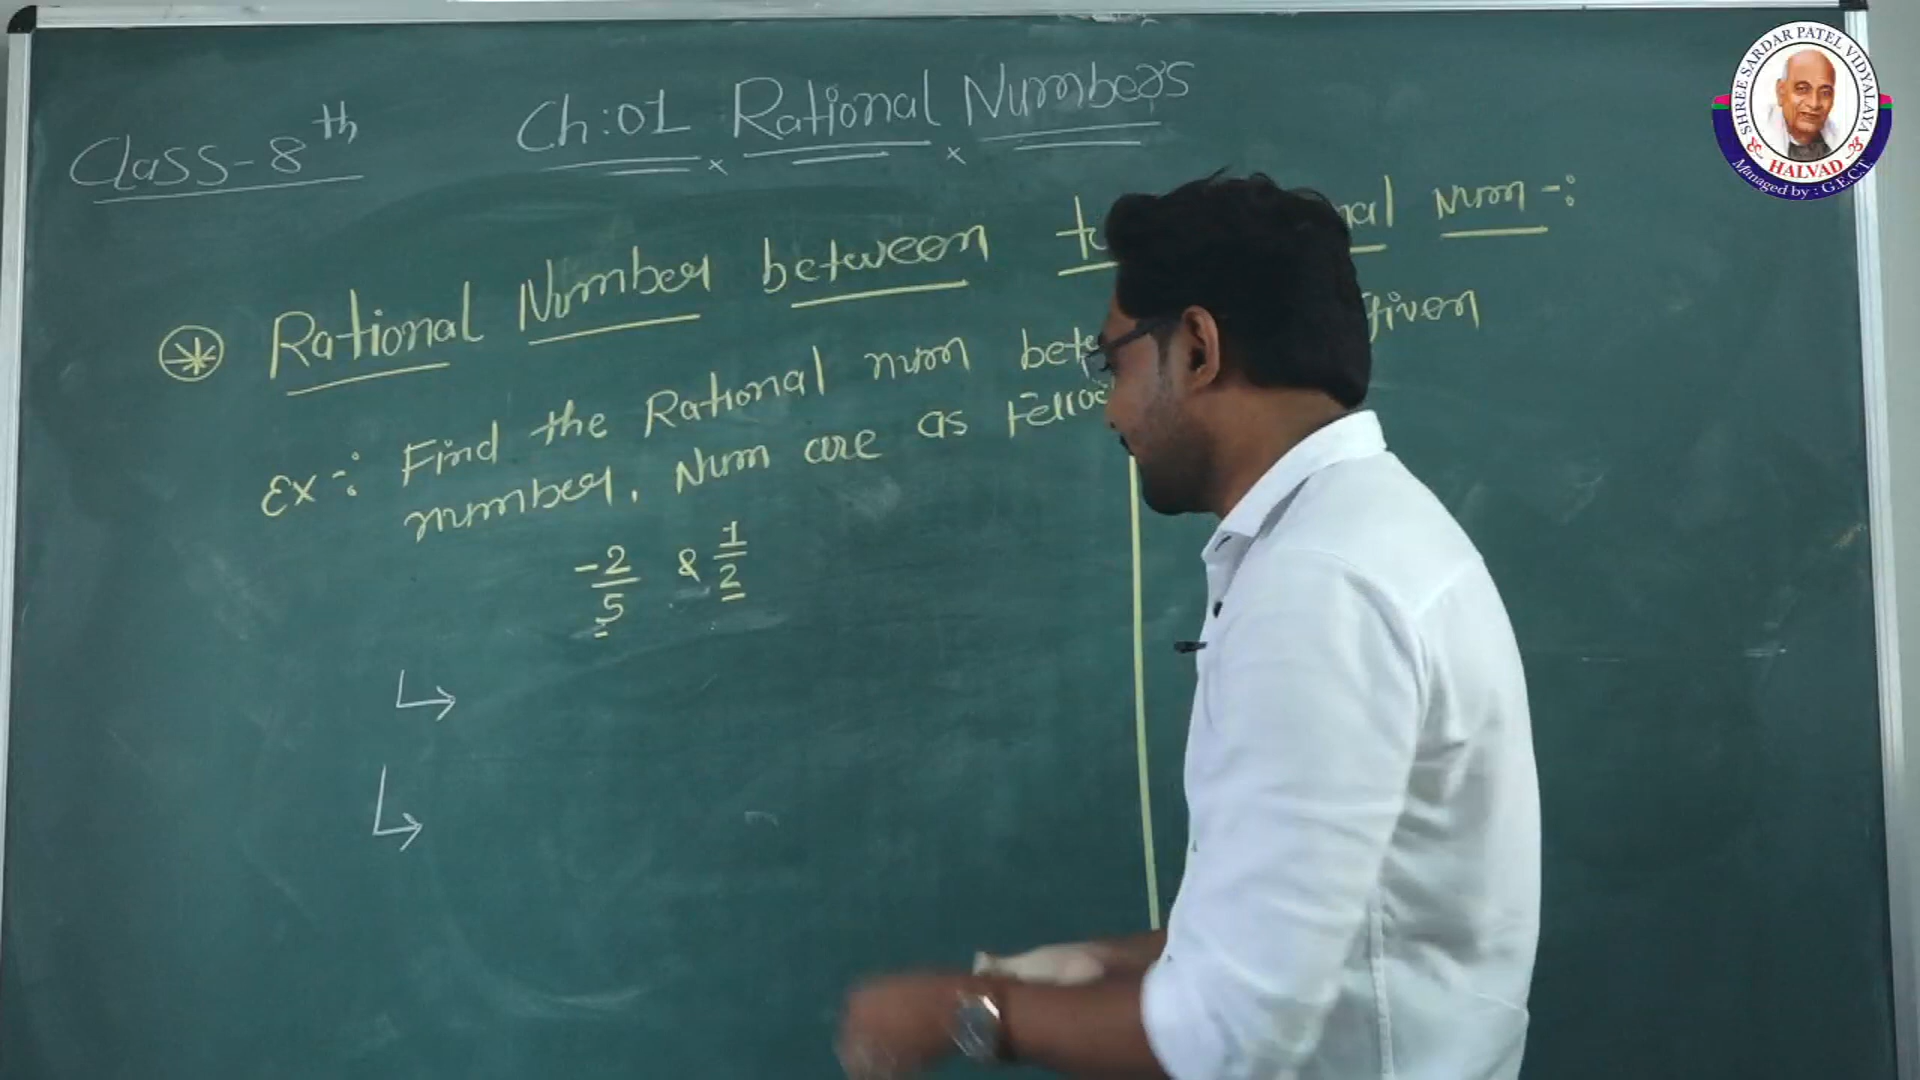 Class-8th
Ch:01 Rational Numbers
Rational Number between Num -:
Ex -: Find the Rational num given
number. Num are as
-2/5 & 1/2
SHREE SARDAR PATEL VIDYALAYA
HALVAD
Managed by : G.E.C.T.